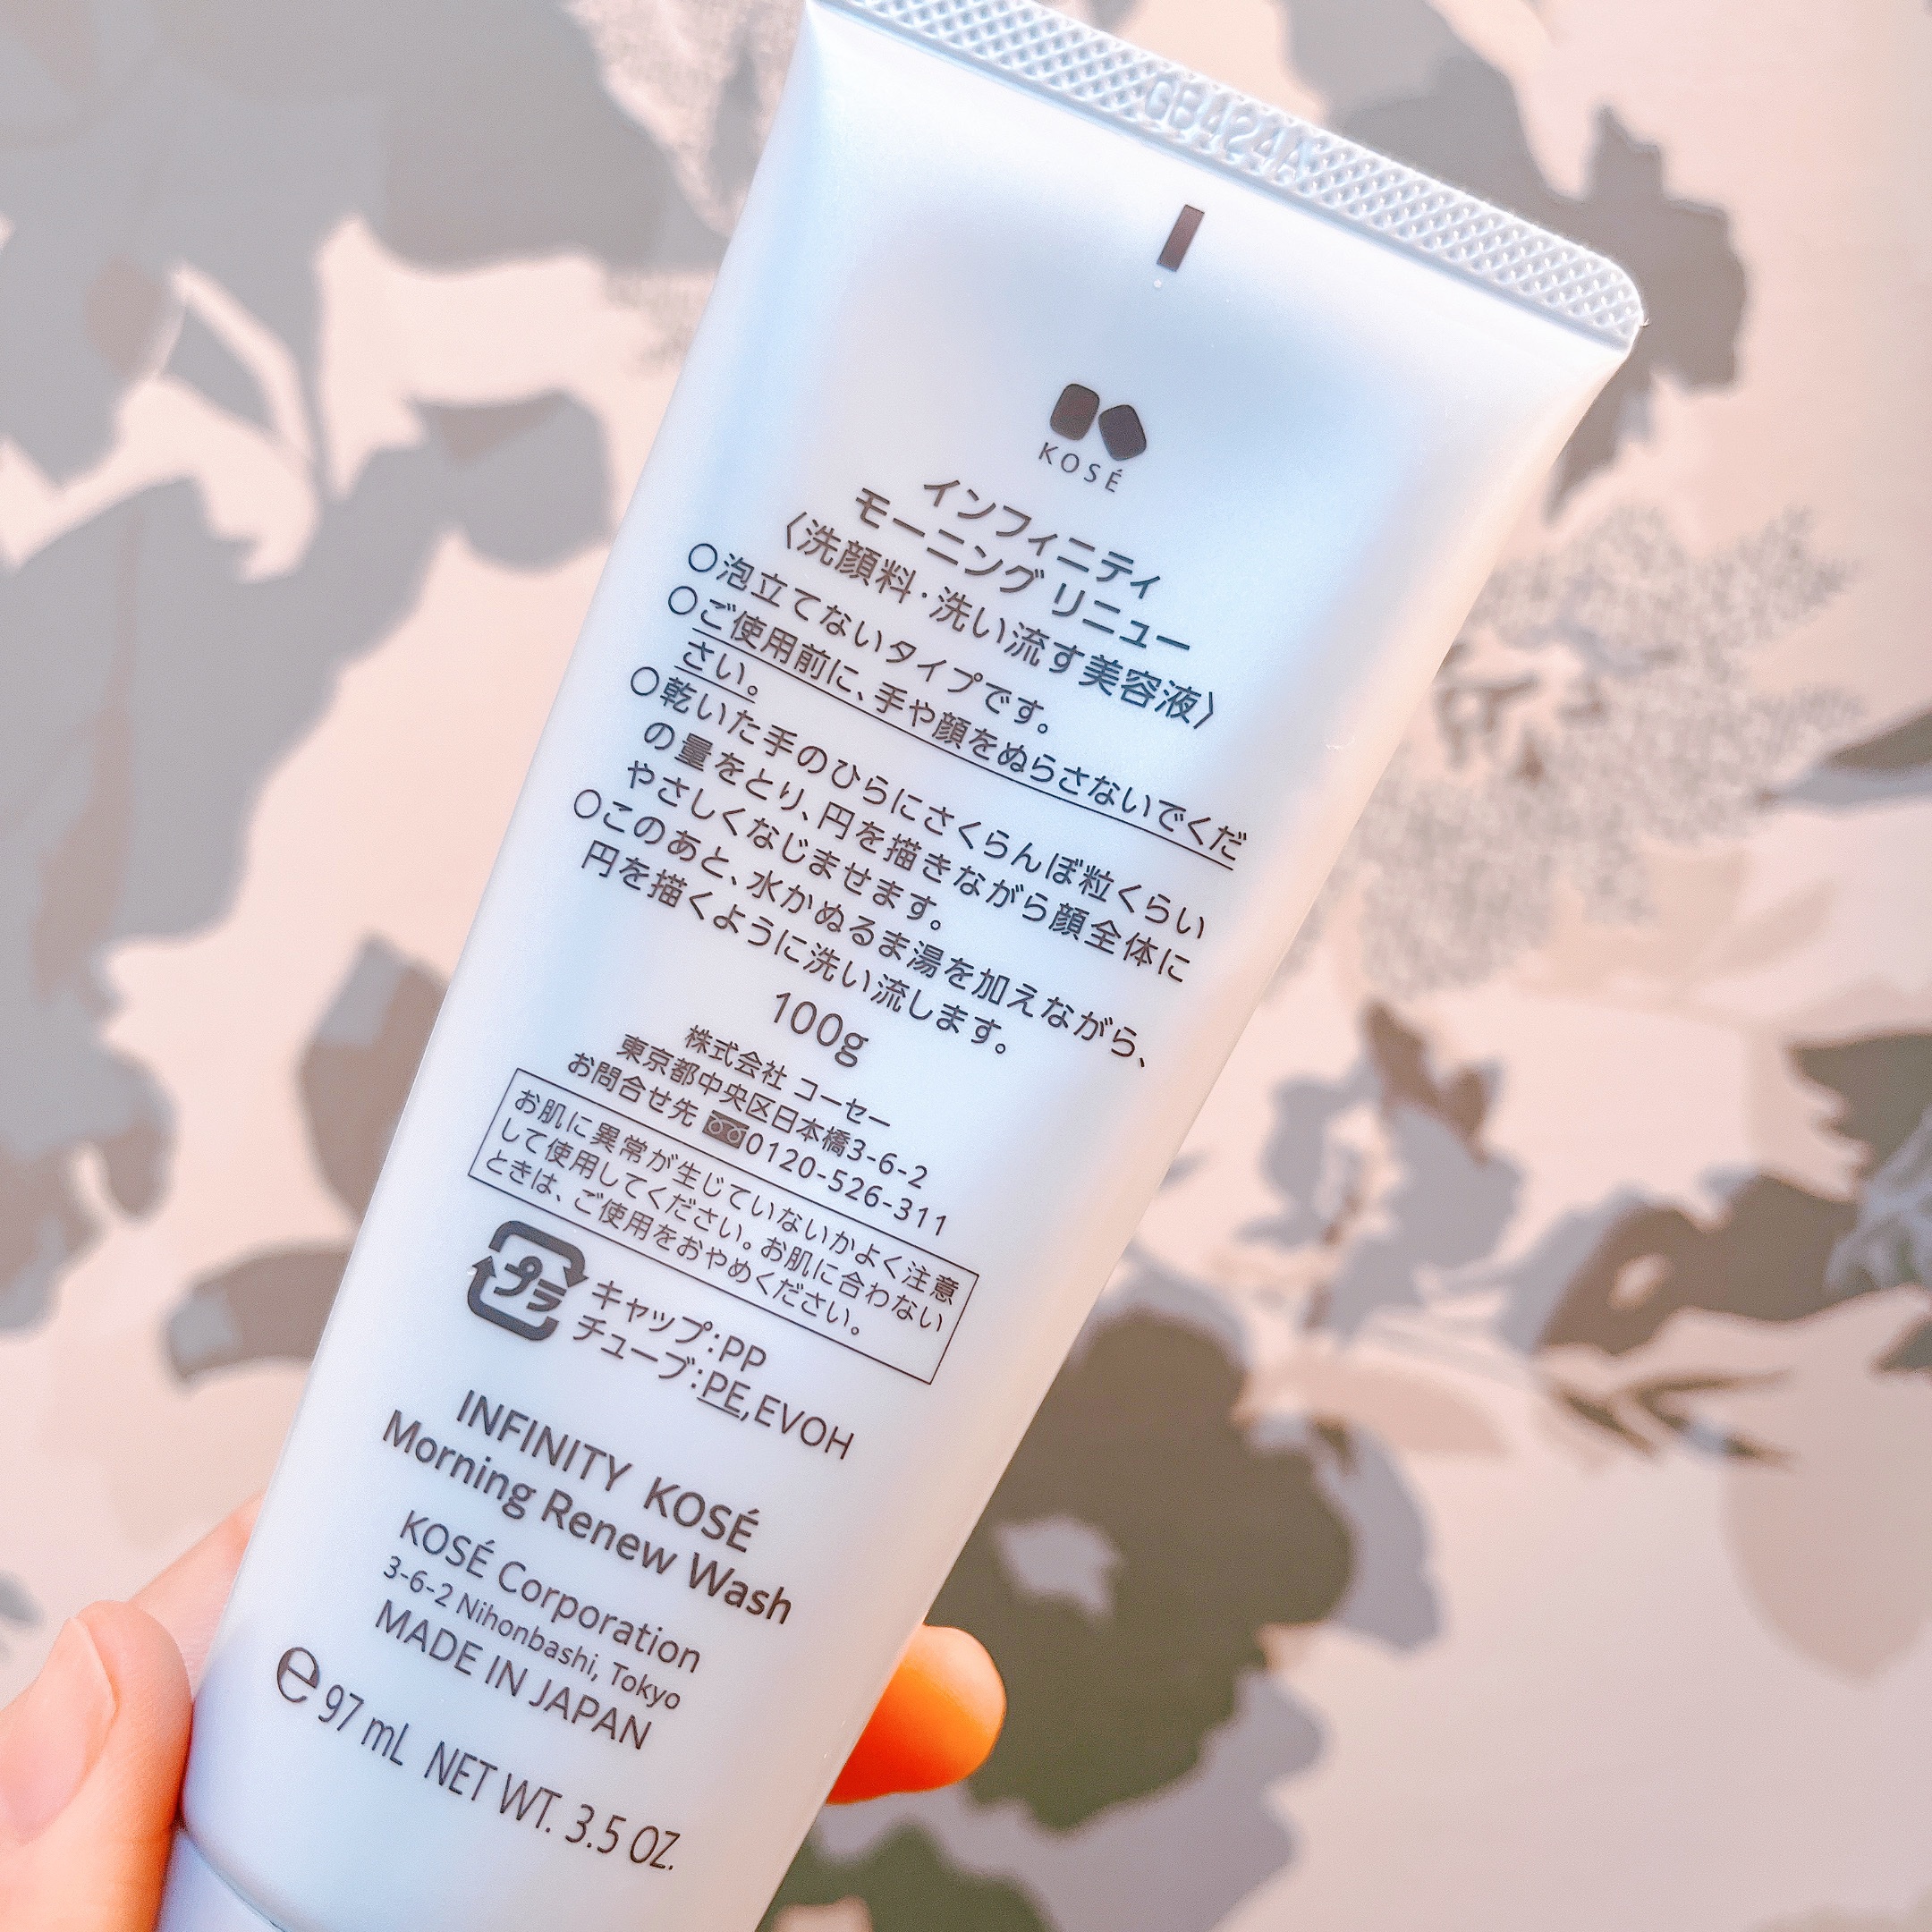 GB424A
KOSÉ
インフィニティ
モーニング リニュー
〈洗顔料・洗い流す美容液〉
○泡立てないタイプです。
○ご使用前に、手や顔をぬらさないでくだ
さい。
○乾いた手のひらにさくらんぼ粒くらい
の量をとり、円を描きながら顔全体に
やさしくなじませます。
○このあと、水かぬるま湯を加えながら、
円を描くように洗い流します。
100g
株式会社 コーセー
東京都中央区日本橋3-6-2
お問合せ先 0120-526-311
お肌に異常が生じていないかよく注意
して使用してください。お肌に合わない
ときは、ご使用をおやめください。
プラ
キャップ:PP
チューブ:PE,EVOH
INFINITY KOSÉ
Morning Renew Wash
KOSÉ Corporation
3-6-2 Nihonbashi, Tokyo
MADE IN JAPAN
℮ 97 mL NET WT. 3.5 OZ.